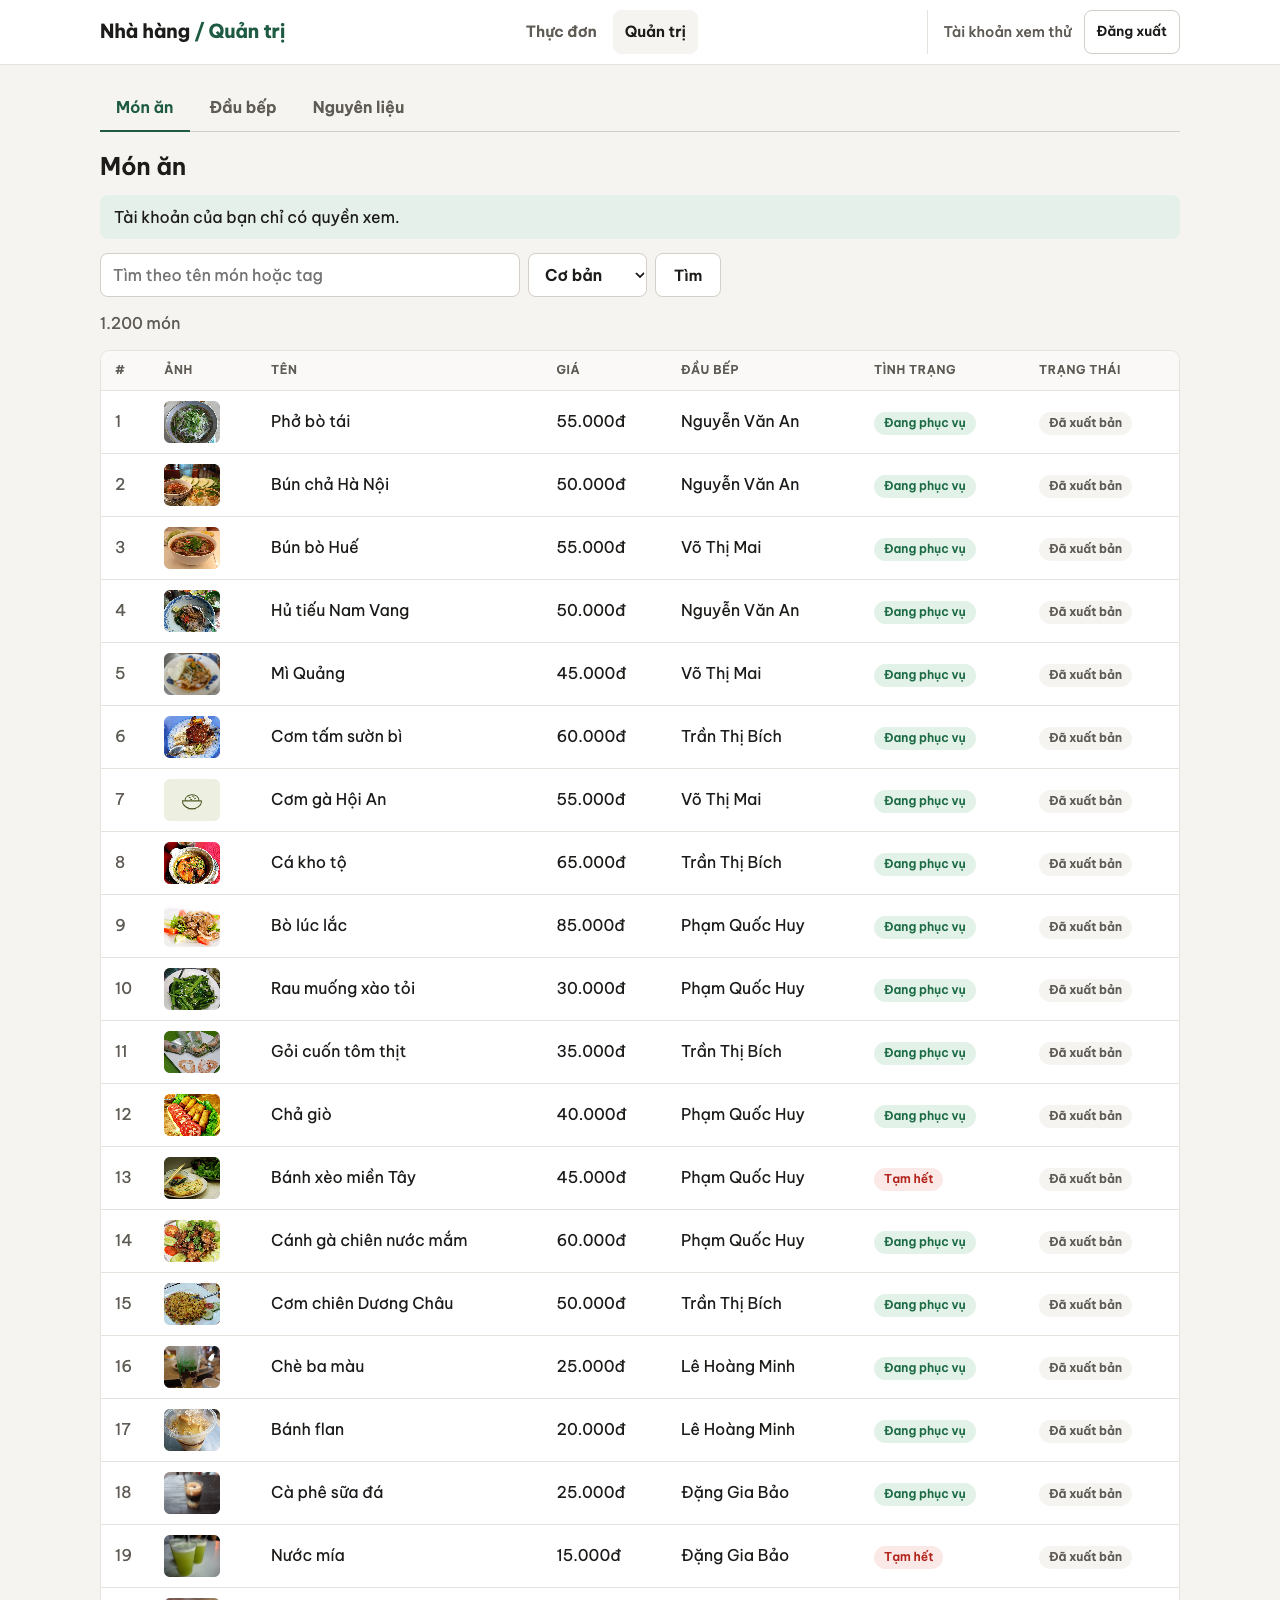 Nhà hàng / Quản trị
Thực đơn
Quản trị
Tài khoản xem thử
Đăng xuất
Món ăn
Đầu bếp
Nguyên liệu
Món ăn
Tài khoản của bạn chỉ có quyền xem.
Tìm theo tên món hoặc tag
Cơ bản
Tìm
1.200 món
# ẢNH TÊN GIÁ ĐẦU BẾP TÌNH TRẠNG TRẠNG THÁI
1 Phở bò tái 55.000đ Nguyễn Văn An Đang phục vụ Đã xuất bản
2 Bún chả Hà Nội 50.000đ Nguyễn Văn An Đang phục vụ Đã xuất bản
3 Bún bò Huế 55.000đ Võ Thị Mai Đang phục vụ Đã xuất bản
4 Hủ tiếu Nam Vang 50.000đ Nguyễn Văn An Đang phục vụ Đã xuất bản
5 Mì Quảng 45.000đ Võ Thị Mai Đang phục vụ Đã xuất bản
6 Cơm tấm sườn bì 60.000đ Trần Thị Bích Đang phục vụ Đã xuất bản
7 Cơm gà Hội An 55.000đ Võ Thị Mai Đang phục vụ Đã xuất bản
8 Cá kho tộ 65.000đ Trần Thị Bích Đang phục vụ Đã xuất bản
9 Bò lúc lắc 85.000đ Phạm Quốc Huy Đang phục vụ Đã xuất bản
10 Rau muống xào tỏi 30.000đ Phạm Quốc Huy Đang phục vụ Đã xuất bản
11 Gỏi cuốn tôm thịt 35.000đ Trần Thị Bích Đang phục vụ Đã xuất bản
12 Chả giò 40.000đ Phạm Quốc Huy Đang phục vụ Đã xuất bản
13 Bánh xèo miền Tây 45.000đ Phạm Quốc Huy Tạm hết Đã xuất bản
14 Cánh gà chiên nước mắm 60.000đ Phạm Quốc Huy Đang phục vụ Đã xuất bản
15 Cơm chiên Dương Châu 50.000đ Trần Thị Bích Đang phục vụ Đã xuất bản
16 Chè ba màu 25.000đ Lê Hoàng Minh Đang phục vụ Đã xuất bản
17 Bánh flan 20.000đ Lê Hoàng Minh Đang phục vụ Đã xuất bản
18 Cà phê sữa đá 25.000đ Đặng Gia Bảo Đang phục vụ Đã xuất bản
19 Nước mía 15.000đ Đặng Gia Bảo Tạm hết Đã xuất bản